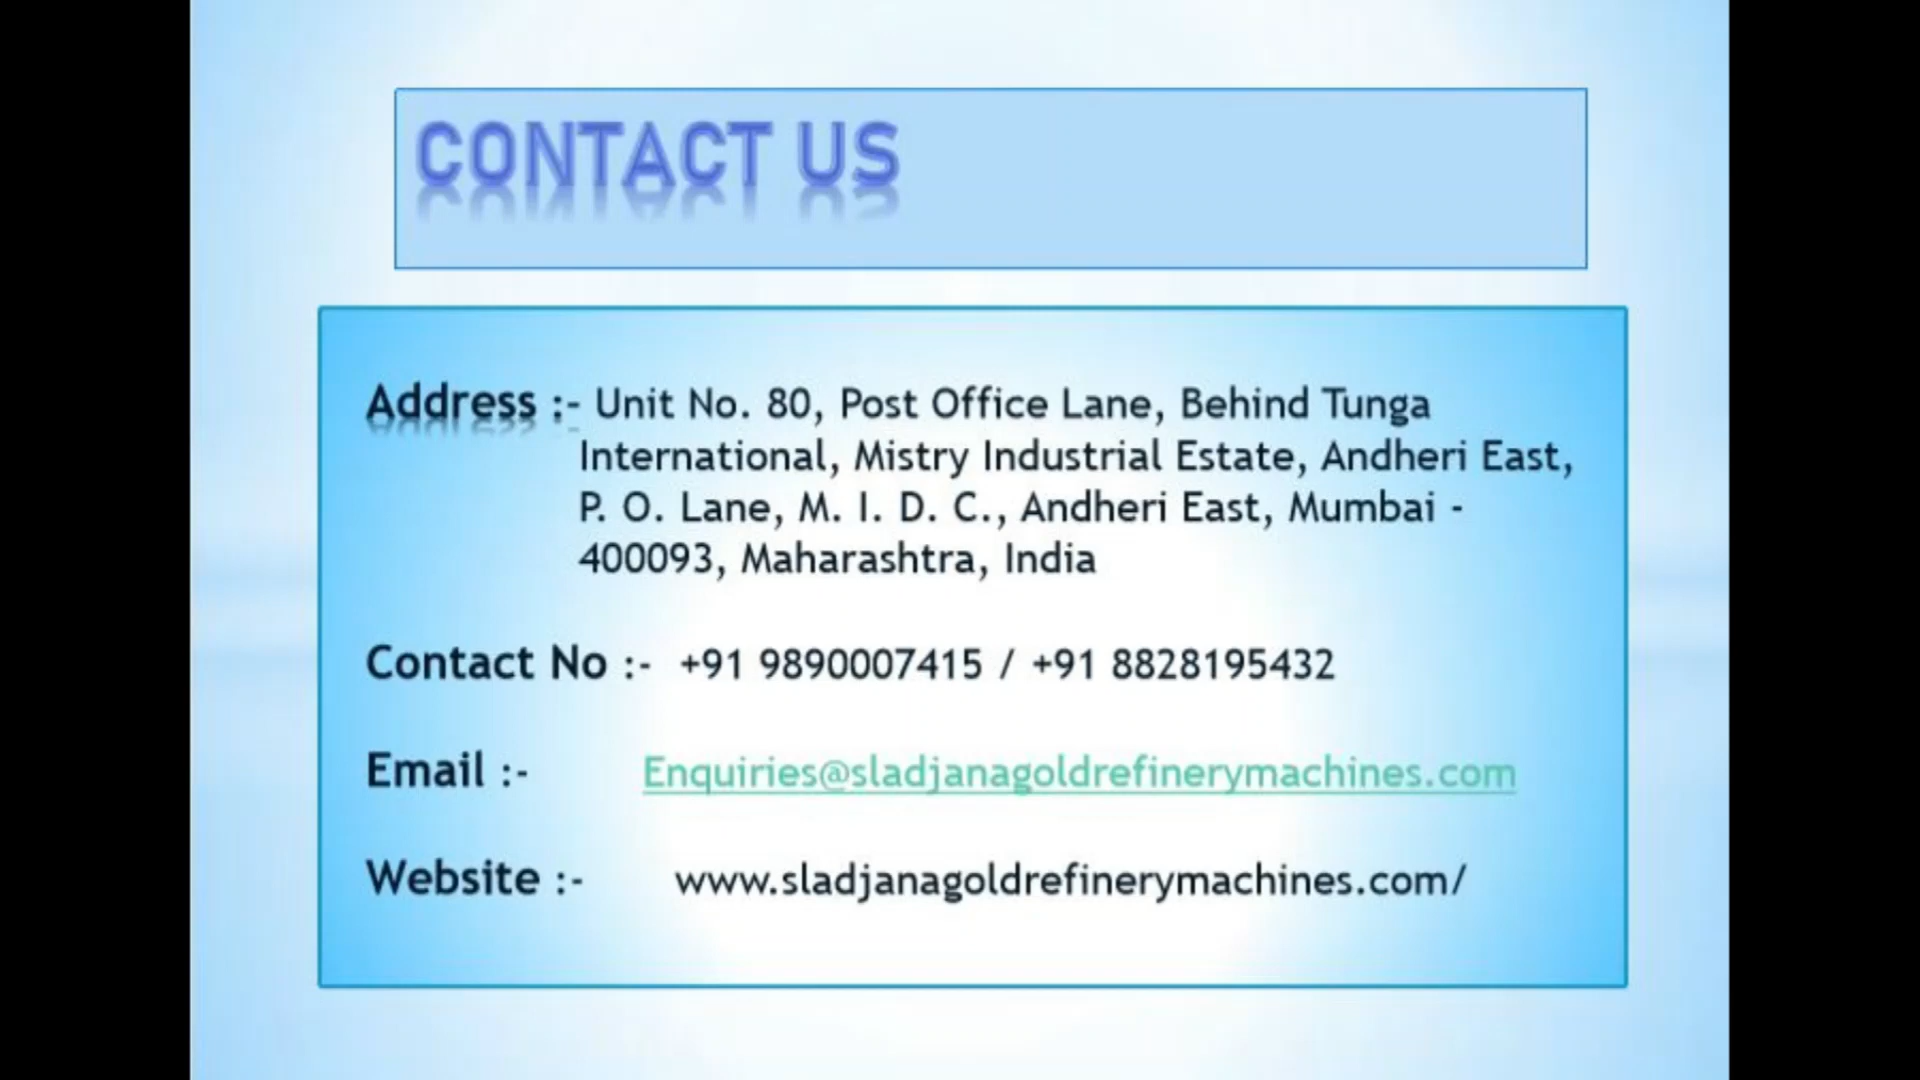 CONTACT US
Address :- Unit No. 80, Post Office Lane, Behind Tunga
International, Mistry Industrial Estate, Andheri East,
P. O. Lane, M. I. D. C., Andheri East, Mumbai -
400093, Maharashtra, India
Contact No :- +91 9890007415 / +91 8828195432
Email :- Enquiries@sladjanagoldrefinerymachines.com
Website :- www.sladjanagoldrefinerymachines.com/